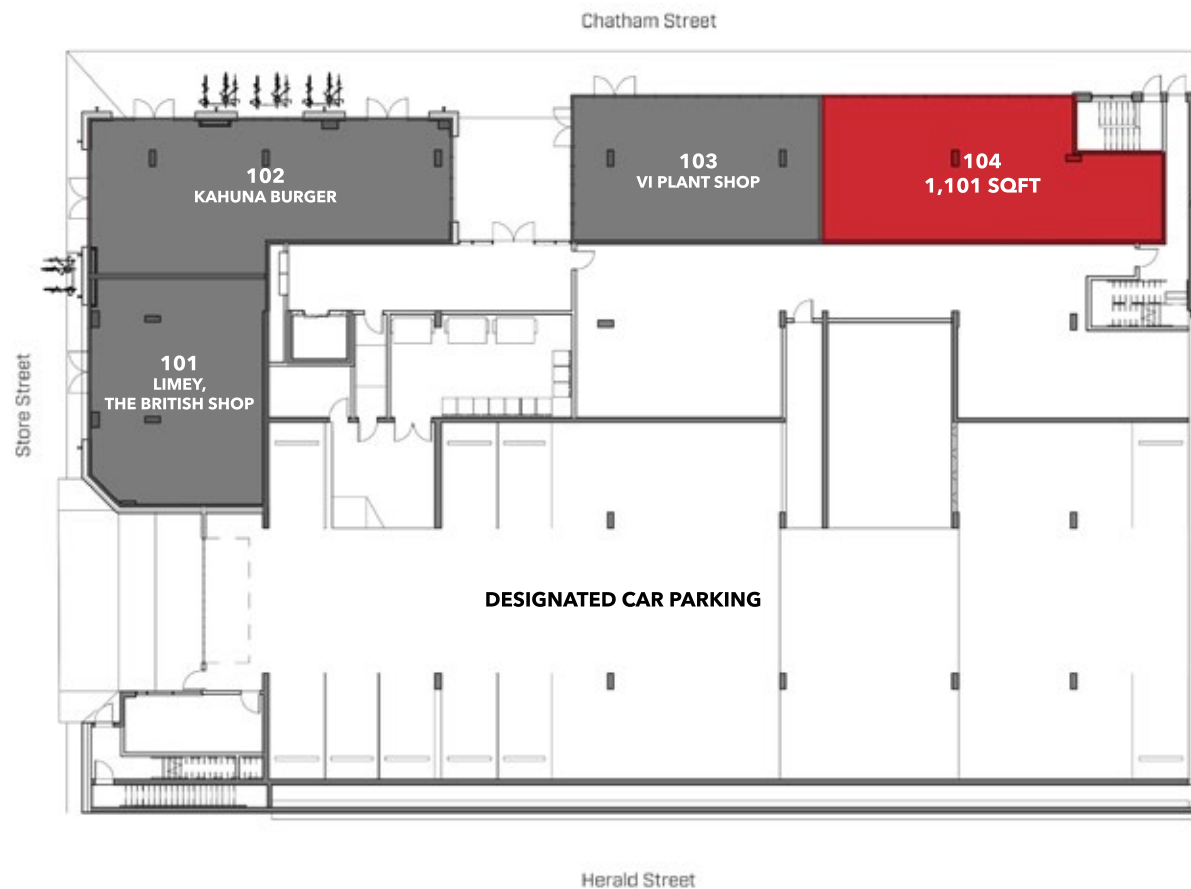 Chatham Street
102
KAHUNA BURGER
103
VI PLANT SHOP
104
1,101 SQFT
101
LIMEY,
THE BRITISH SHOP
Store Street
DESIGNATED CAR PARKING
Herald Street